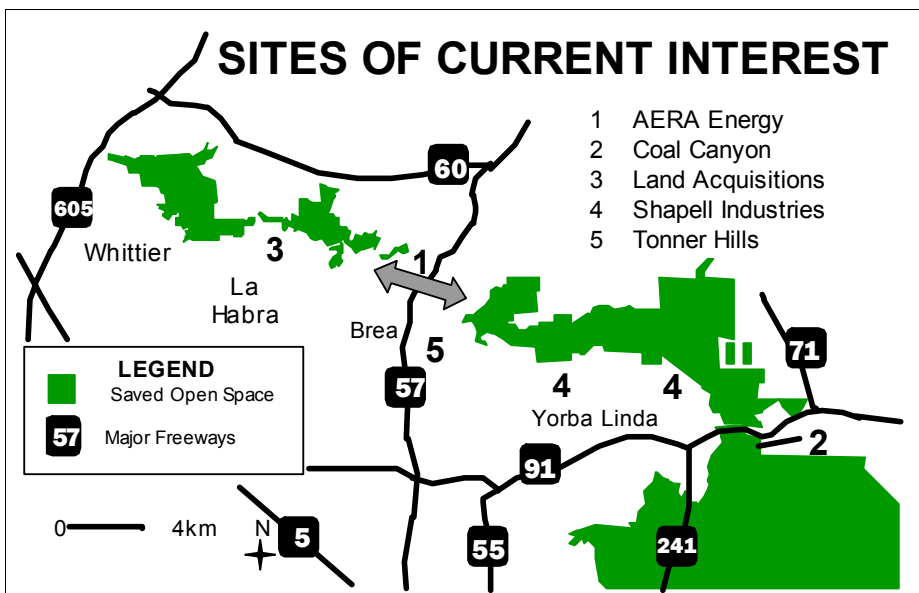 SITES OF CURRENT INTEREST
1 AERA Energy
2 Coal Canyon
3 Land Acquisitions
4 Shapell Industries
5 Tonner Hills
60
605
Whittier
3
1
La
Habra
Brea
5
71
LEGEND
Saved Open Space
57 Major Freeways
57
4
4
Yorba Linda
2
91
0 4km
N
5
55
241